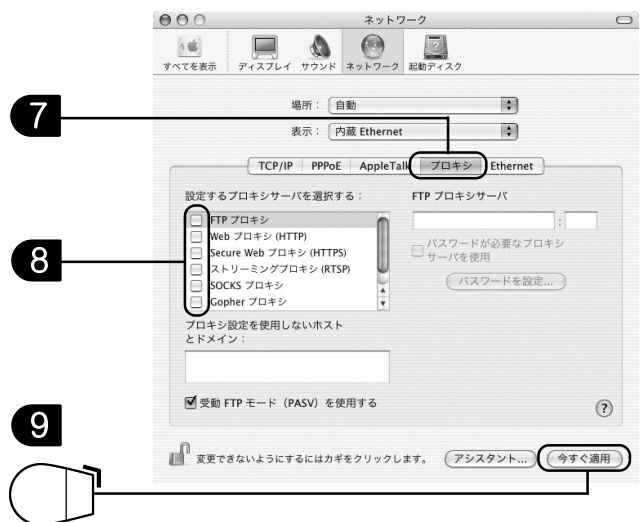 ネットワーク
すべてを表示 ディスプレイ サウンド ネットワーク 起動ディスク
場所： 自動
7
表示： 内蔵 Ethernet
TCP/IP PPPoE AppleTalk プロキシ Ethernet
設定するプロキシサーバを選択する： FTP プロキシサーバ
FTP プロキシ :
Web プロキシ (HTTP)
パスワードが必要なプロキシ
サーバを使用
8
Secure Web プロキシ (HTTPS)
ストリーミングプロキシ (RTSP)
パスワードを設定...
SOCKS プロキシ
Gopher プロキシ
プロキシ設定を使用しないホスト
とドメイン：
受動 FTP モード（PASV）を使用する
?
9
変更できないようにするにはカギをクリックします。 アシスタント... 今すぐ適用